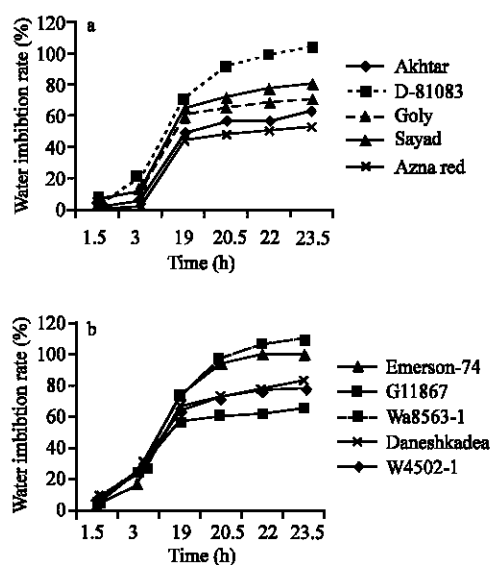 a
Water imbibtion rate (%)
120
100
80
60
40
20
0
1.5 3 19 20.5 22 23.5
Time (h)
Akhtar
D-81083
Goly
Sayad
Azna red
b
Water imbibtion rate (%)
120
100
80
60
40
20
0
1.5 3 19 20.5 22 23.5
Time (h)
Emerson-74
G11867
Wa8563-1
Daneshkadea
W4502-1